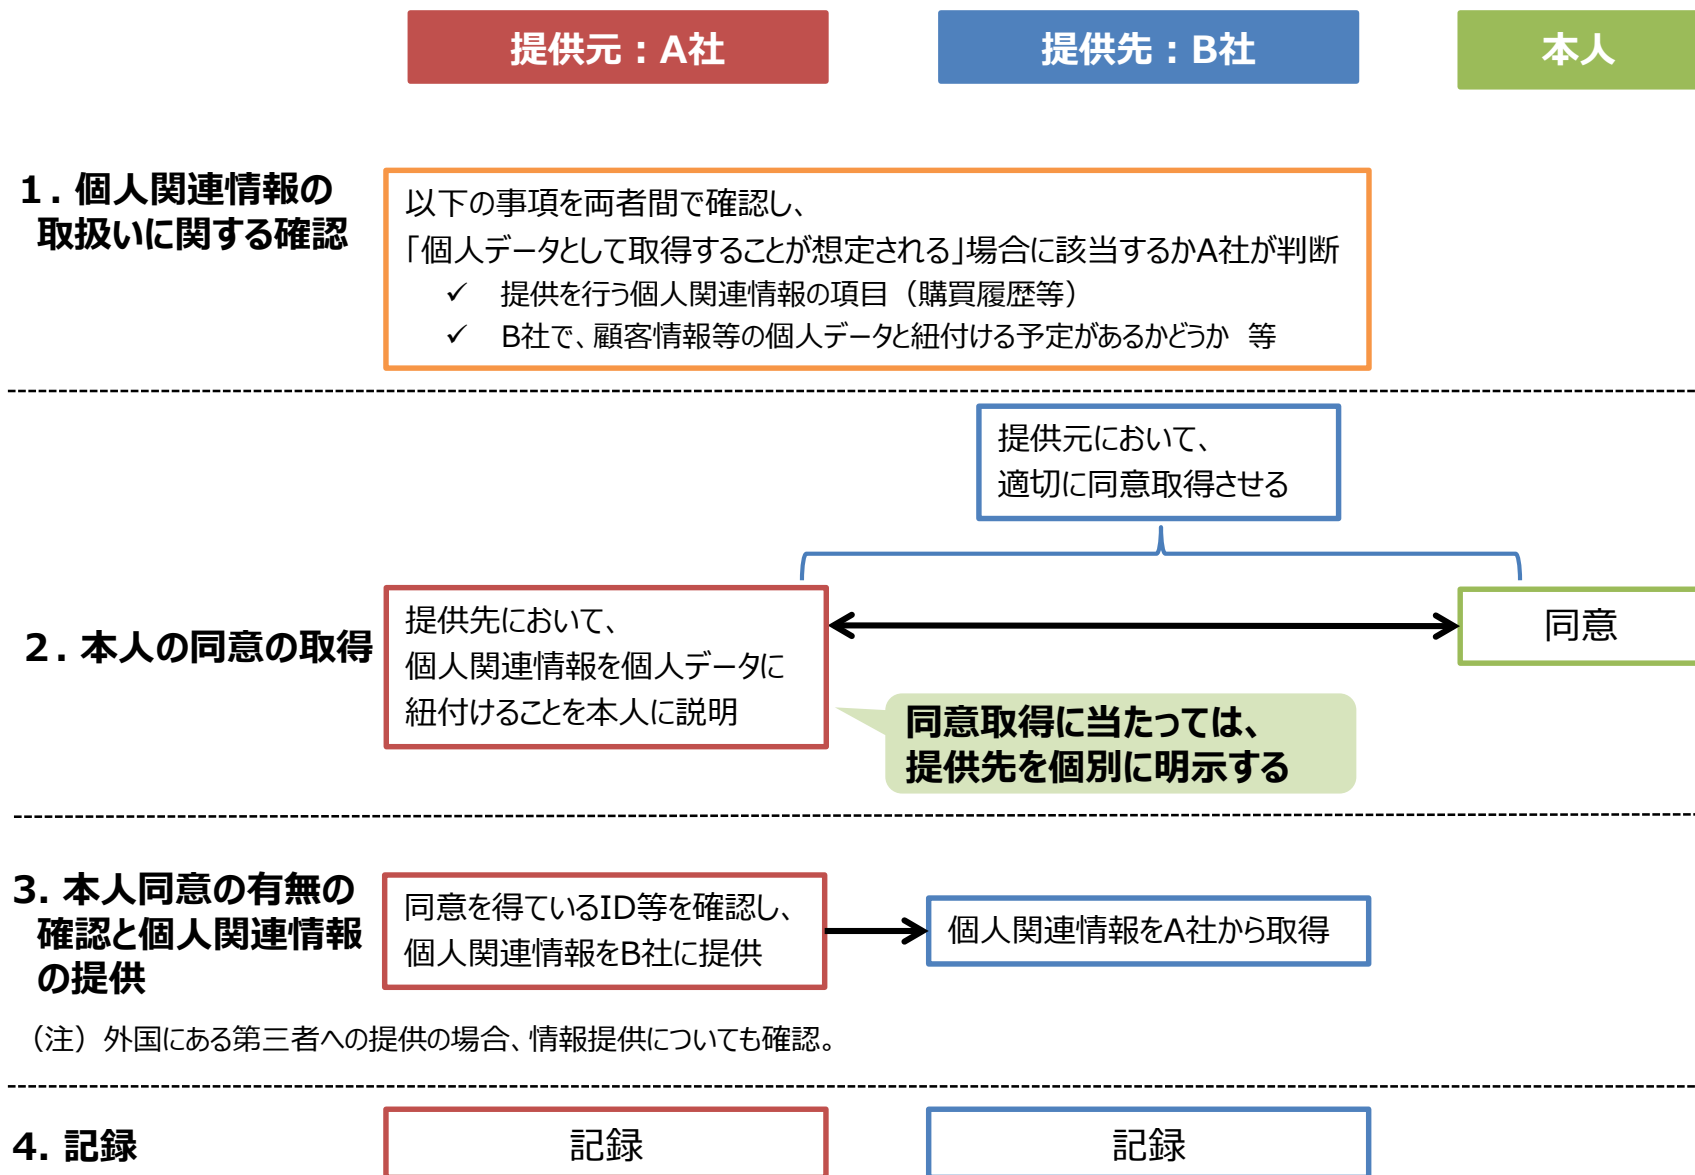 提供元：A社
提供先：B社
本人
1．個人関連情報の
取扱いに関する確認
以下の事項を両者間で確認し、
「個人データとして取得することが想定される」場合に該当するかA社が判断
✓ 提供を行う個人関連情報の項目（購買履歴等）
✓ B社で、顧客情報等の個人データと紐付ける予定があるかどうか 等
提供元において、
適切に同意取得させる
2．本人の同意の取得
提供先において、
個人関連情報を個人データに
紐付けることを本人に説明
同意
同意取得に当たっては、
提供先を個別に明示する
3. 本人同意の有無の
確認と個人関連情報
の提供
同意を得ているID等を確認し、
個人関連情報をB社に提供
個人関連情報をA社から取得
（注）外国にある第三者への提供の場合、情報提供についても確認。
4. 記録
記録
記録